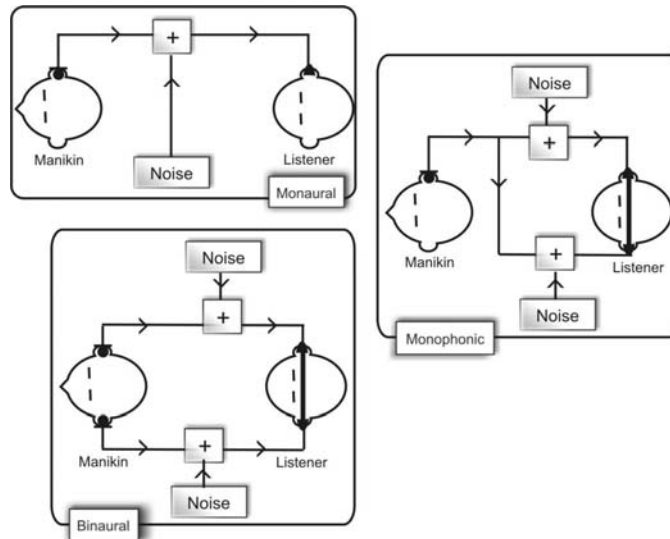 +
Manikin
Listener
Noise
Monaural
Noise
+
Manikin
+
Listener
Noise
Monophonic
Noise
+
Manikin
+
Listener
Noise
Binaural